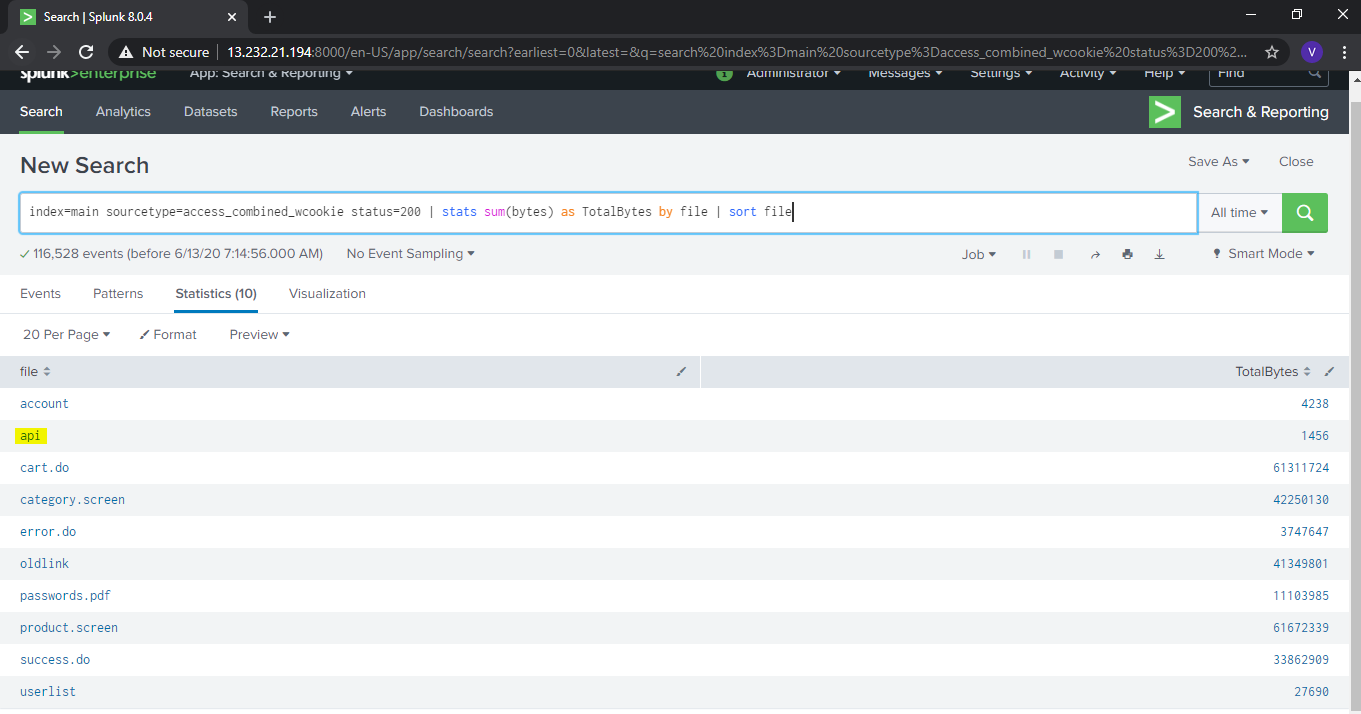 Search | Splunk 8.0.4
Not secure 13.232.21.194:8000/en-US/app/search/search?earliest=0&latest=&q=search%20index%3Dmain%20sourcetype%3Daccess_combined_wcookie%20status%3D200%2... V
splunk>enterprise App: Search & Reporting i Administrator Messages Settings Activity Help Find
Search Analytics Datasets Reports Alerts Dashboards Search & Reporting
New Search Save As Close
index=main sourcetype=access_combined_wcookie status=200 | stats sum(bytes) as TotalBytes by file | sort file All time
116,528 events (before 6/13/20 7:14:56.000 AM) No Event Sampling Job Smart Mode
Events Patterns Statistics (10) Visualization
20 Per Page Format Preview
file TotalBytes
account 4238
api 1456
cart.do 61311724
category.screen 42250130
error.do 3747647
oldlink 41349801
passwords.pdf 11103985
product.screen 61672339
success.do 33862909
userlist 27690